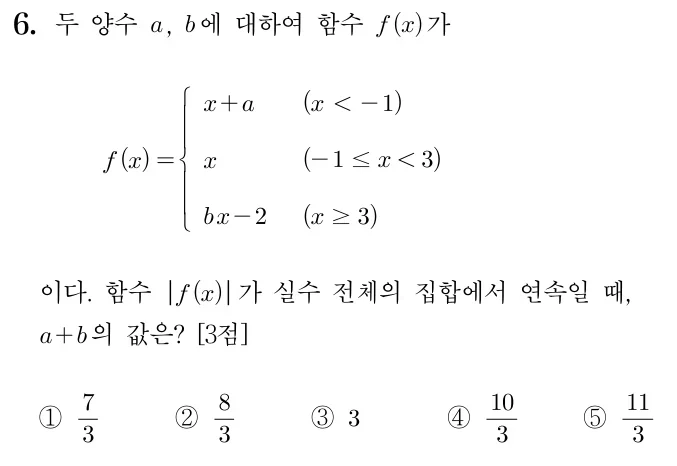 6. 두 양수 a, b에 대하여 함수 f(x)가
x+a (x < -1)
f(x)= x (-1 ≤ x < 3)
bx-2 (x ≥ 3)
이다. 함수 |f(x)|가 실수 전체의 집합에서 연속일 때,
a+b의 값은? [3점]
① 7/3 ② 8/3 ③ 3 ④ 10/3 ⑤ 11/3